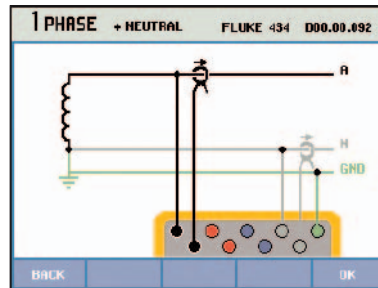 1 PHASE + NEUTRAL FLUKE 434 D00.00.092
A
N
GND
BACK OK